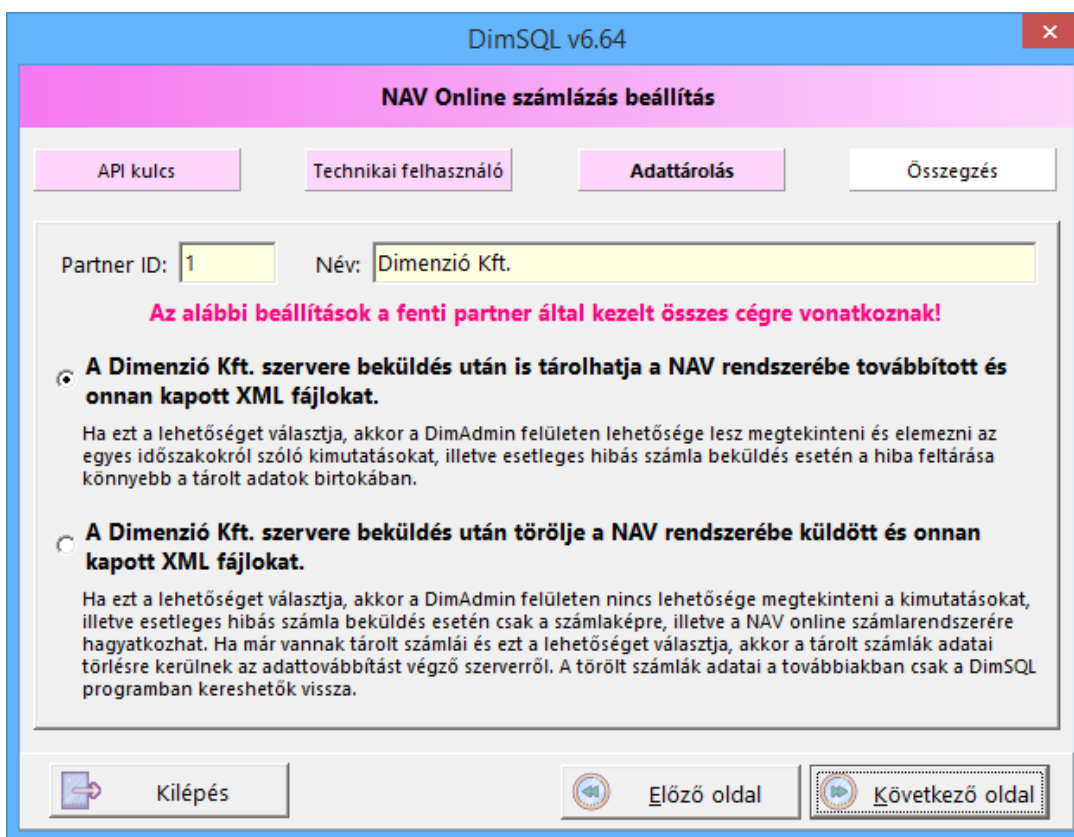 DimSQL v6.64
NAV Online számlázás beállítás
API kulcs
Technikai felhasználó
Adattárolás
Összegzés
Partner ID: 1
Név: Dimenzió Kft.
Az alábbi beállítások a fenti partner által kezelt összes cégre vonatkoznak!
A Dimenzió Kft. szervere beküldés után is tárolhatja a NAV rendszerébe továbbított és
onnan kapott XML fájlokat.
Ha ezt a lehetőséget választja, akkor a DimAdmin felületen lehetősége lesz megtekinteni és elemezni az
egyes időszakokról szóló kimutatásokat, illetve esetleges hibás számla beküldés esetén a hiba feltárása
könnyebb a tárolt adatok birtokában.
A Dimenzió Kft. szervere beküldés után törölje a NAV rendszerébe küldött és onnan
kapott XML fájlokat.
Ha ezt a lehetőséget választja, akkor a DimAdmin felületen nincs lehetősége megtekinteni a kimutatásokat,
illetve esetleges hibás számla beküldés esetén csak a számlaképre, illetve a NAV online számlarendszerére
hagyatkozhat. Ha már vannak tárolt számlái és ezt a lehetőséget választja, akkor a tárolt számlák adatai
törlésre kerülnek az adattovábbítást végző szerverről. A törölt számlák adatai a továbbiakban csak a DimSQL
programban kereshetők vissza.
Kilépés
Előző oldal
Következő oldal